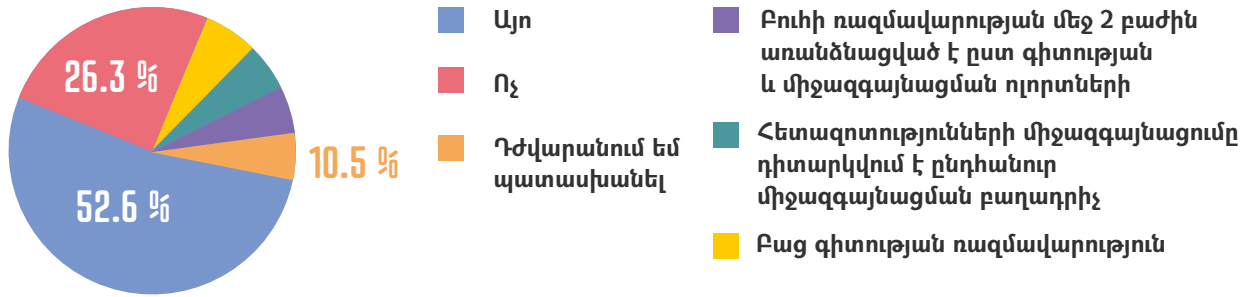 26.3 %
52.6 %
10.5 %
Այո
Ոչ
Դժվարանում եմ
պատասխանել
Բուհի ռազմավարության մեջ 2 բաժին
առանձնացված է ըստ գիտության
և միջազգայնացման ոլորտների
Հետազոտությունների միջազգայնացումը
դիտարկվում է ընդհանուր
միջազգայնացման բաղադրիչ
Բաց գիտության ռազմավարություն